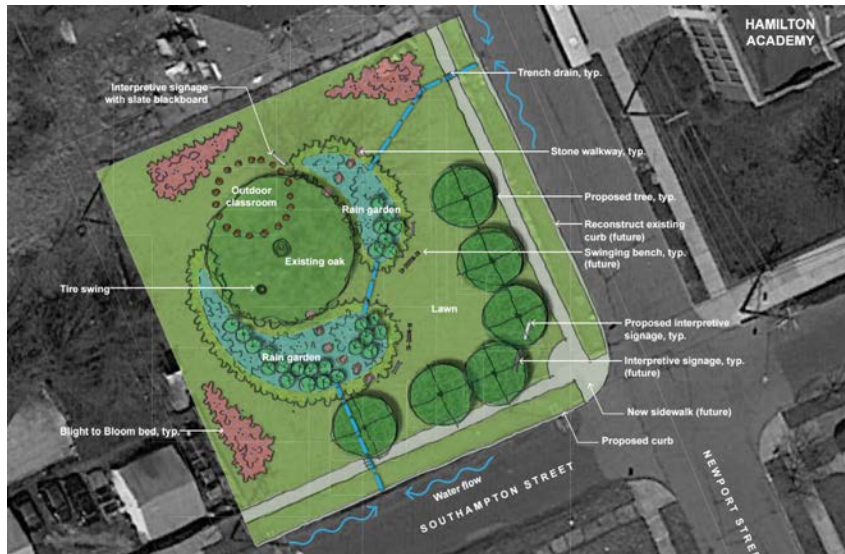 HAMILTON
ACADEMY
Trench drain, typ.
Interpretive signage
with slate blackboard
Stone walkway, typ.
Outdoor
classroom
Proposed tree, typ.
Rain garden
Reconstruct existing
curb (future)
Existing oak
Swinging bench, typ.
(future)
Tire swing
Lawn
Proposed interpretive
signage, typ.
Rain garden
Interpretive signage, typ.
(future)
New sidewalk (future)
Blight to Bloom bed, typ.
Proposed curb
Water flow
SOUTHAMPTON STREET
NEWPORT STREET